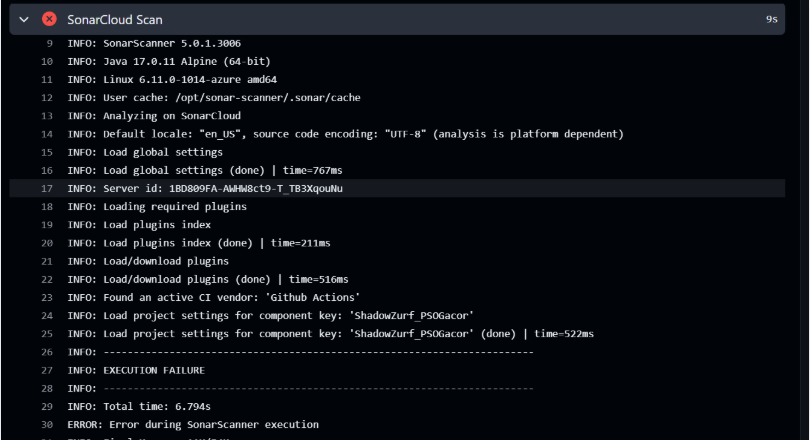 SonarCloud Scan
9s
9 INFO: SonarScanner 5.0.1.3006
10 INFO: Java 17.0.11 Alpine (64-bit)
11 INFO: Linux 6.11.0-1014-azure amd64
12 INFO: User cache: /opt/sonar-scanner/.sonar/cache
13 INFO: Analyzing on SonarCloud
14 INFO: Default locale: "en_US", source code encoding: "UTF-8" (analysis is platform dependent)
15 INFO: Load global settings
16 INFO: Load global settings (done) | time=767ms
17 INFO: Server id: 1BD809FA-AWHW8ct9-T_TB3XqouNu
18 INFO: Loading required plugins
19 INFO: Load plugins index
20 INFO: Load plugins index (done) | time=211ms
21 INFO: Load/download plugins
22 INFO: Load/download plugins (done) | time=516ms
23 INFO: Found an active CI vendor: 'Github Actions'
24 INFO: Load project settings for component key: 'ShadowZurf_PSOGacor'
25 INFO: Load project settings for component key: 'ShadowZurf_PSOGacor' (done) | time=522ms
26 INFO: ------------------------------------------------------------------------
27 INFO: EXECUTION FAILURE
28 INFO: ------------------------------------------------------------------------
29 INFO: Total time: 6.794s
30 ERROR: Error during SonarScanner execution